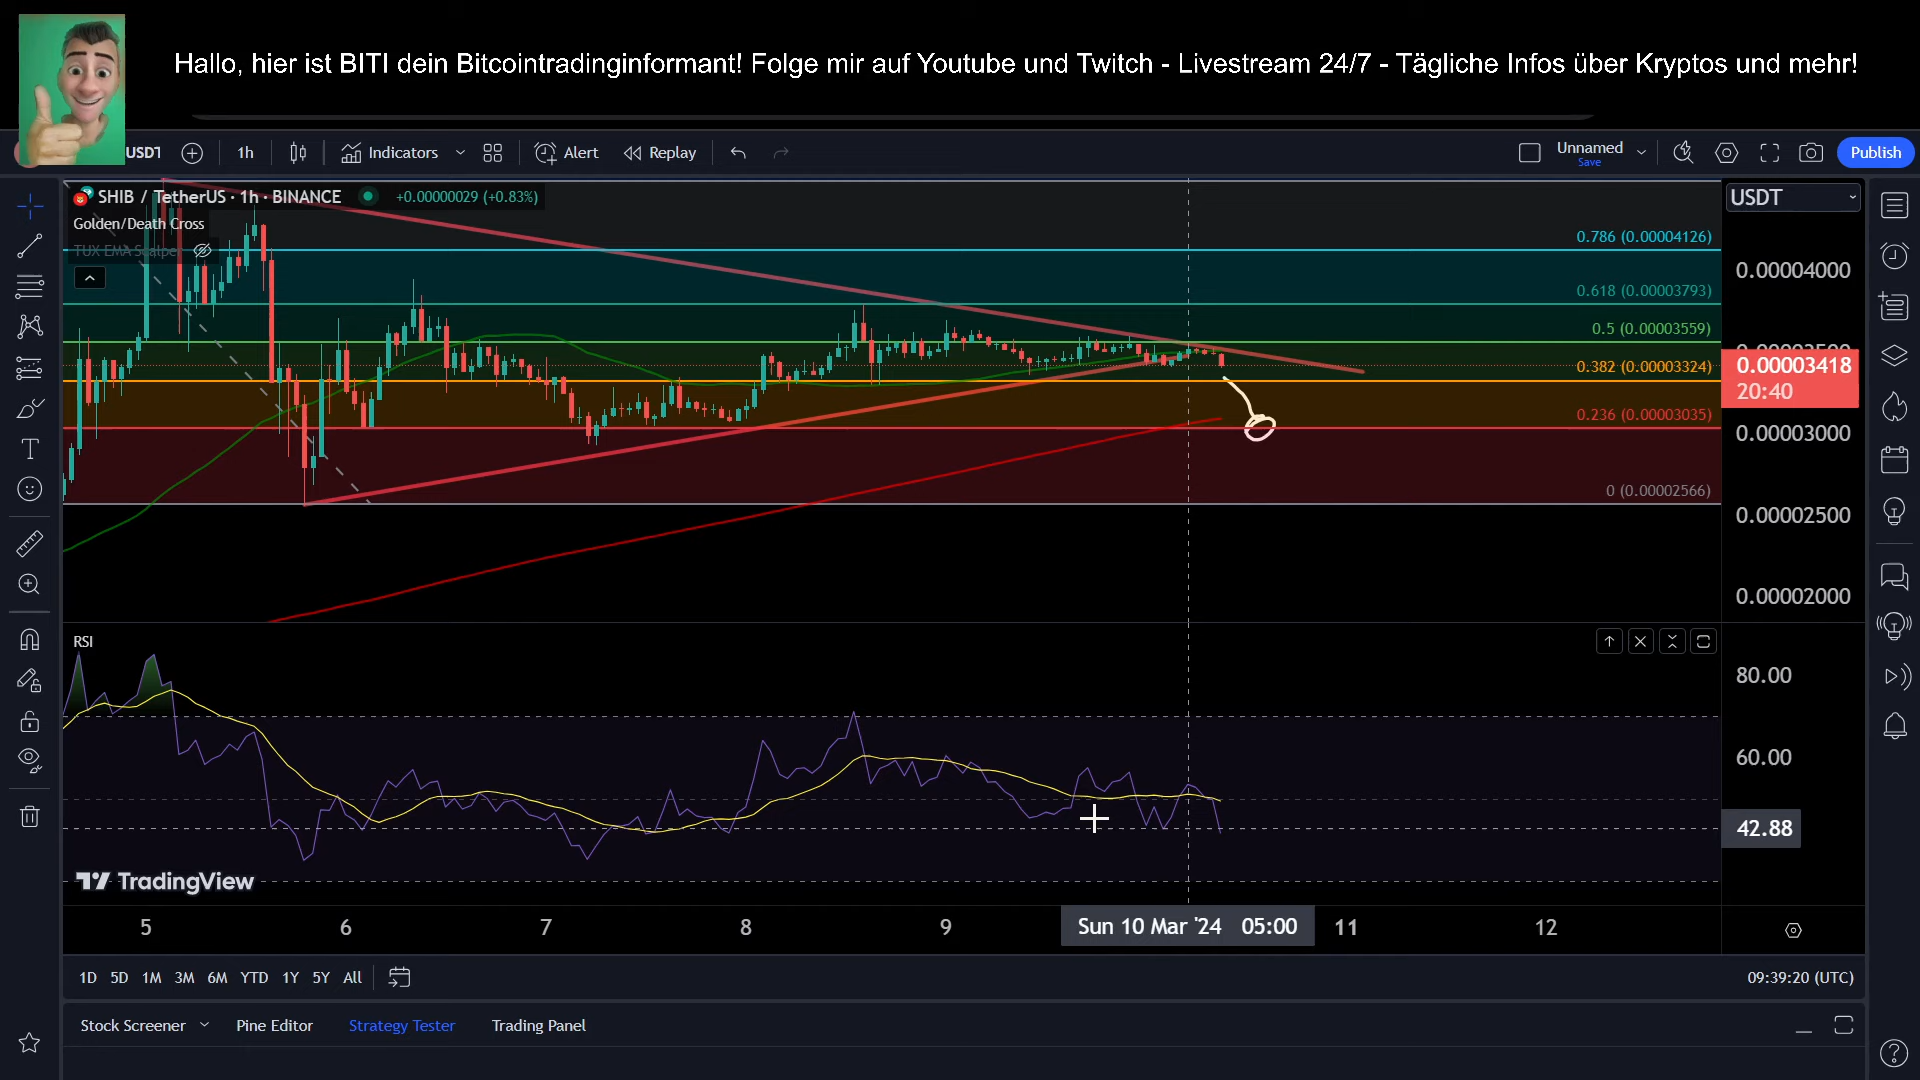 Hallo, hier ist BITI dein Bitcointradinginformant! Folge mir auf Youtube und Twitch - Livestream 24/7 - Tägliche Infos über Kryptos und mehr!
USDT
1h
Indicators
Alert
Replay
Unnamed
Save
Publish
SHIB / TetherUS · 1h · BINANCE +0.00000029 (+0.83%)
Golden/Death Cross
TUX EMA Scalper
USDT
0.786 (0.00004126)
0.00004000
0.618 (0.00003793)
0.5 (0.00003559)
0.382 (0.00003324)
0.00003418
20:40
0.236 (0.00003035)
0.00003000
0 (0.00002566)
0.00002500
0.00002000
RSI
80.00
60.00
42.88
TradingView
5 6 7 8 9 Sun 10 Mar '24 05:00 11 12
1D 5D 1M 3M 6M YTD 1Y 5Y All
09:39:20 (UTC)
Stock Screener Pine Editor Strategy Tester Trading Panel